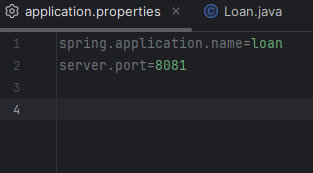 application.properties
Loan.java
1 spring.application.name=loan
2 server.port=8081
3
4